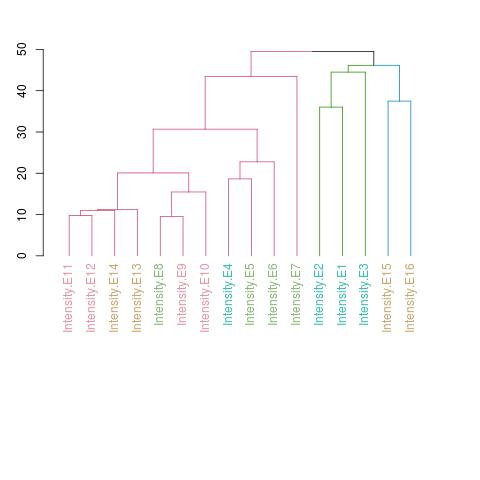 50
40
30
20
10
0
Intensity.E11
Intensity.E12
Intensity.E14
Intensity.E13
Intensity.E8
Intensity.E9
Intensity.E10
Intensity.E4
Intensity.E5
Intensity.E6
Intensity.E7
Intensity.E2
Intensity.E1
Intensity.E3
Intensity.E15
Intensity.E16